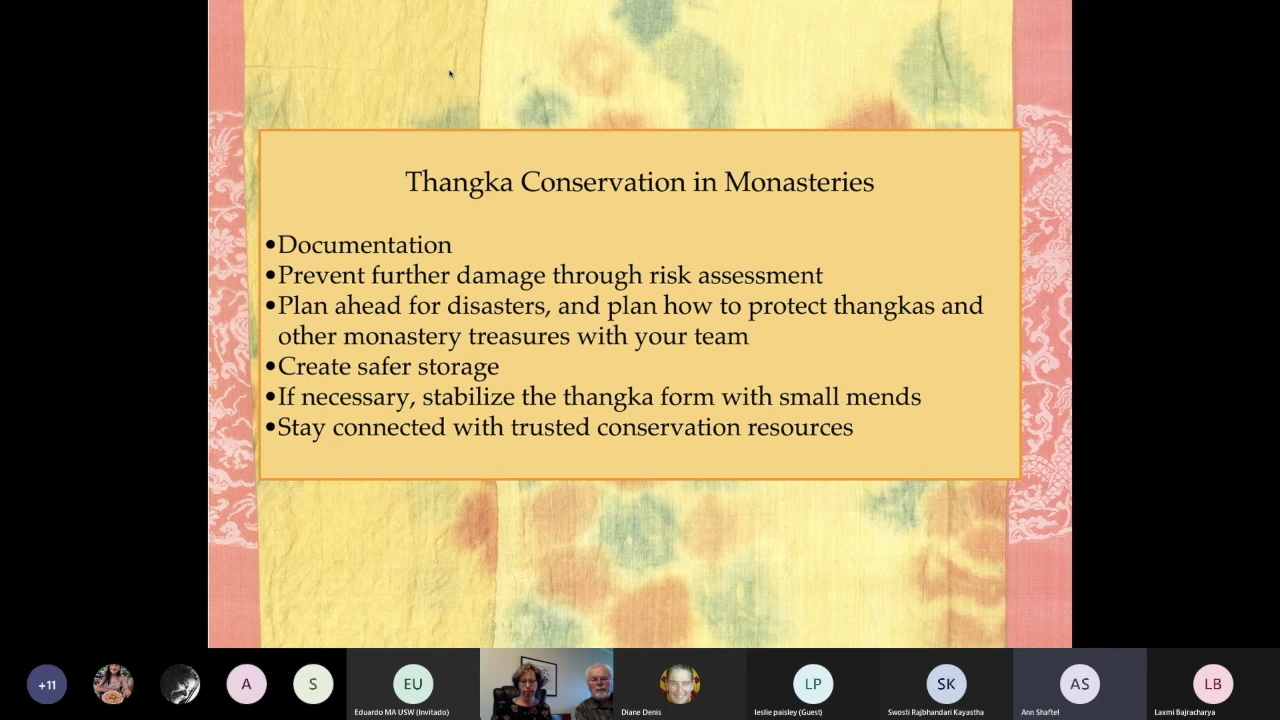 Thangka Conservation in Monasteries
•Documentation
•Prevent further damage through risk assessment
•Plan ahead for disasters, and plan how to protect thangkas and
other monastery treasures with your team
•Create safer storage
•If necessary, stabilize the thangka form with small mends
•Stay connected with trusted conservation resources
+11
A
S
EU
LP
SK
AS
LB
Eduardo MA USW (Invitado)
Diane Denis
leslie paisley (Guest)
Swosti Rajbhandari Kayastha
Ann Shaftel
Laxmi Bajracharya